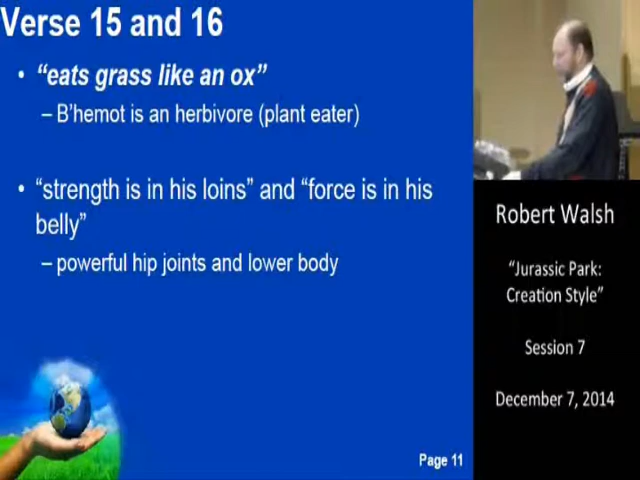 Verse 15 and 16
• “eats grass like an ox”
– B’hemot is an herbivore (plant eater)
• “strength is in his loins” and “force is in his
belly”
– powerful hip joints and lower body
Page 11
Robert Walsh
“Jurassic Park:
Creation Style”
Session 7
December 7, 2014